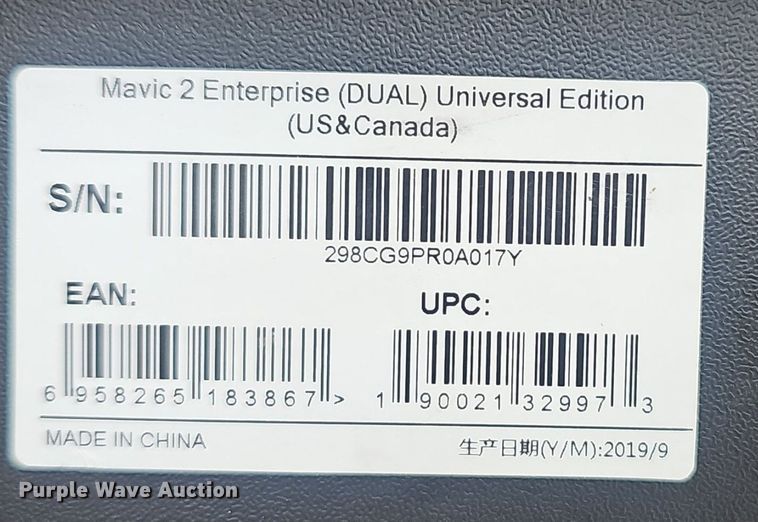 Mavic 2 Enterprise (DUAL) Universal Edition
(US&Canada)
S/N:
298CG9PR0A017Y
EAN:
UPC:
6 958265 183867 >
1 90021 32997 3
MADE IN CHINA
生产日期(Y/M):2019/9
Purple Wave Auction